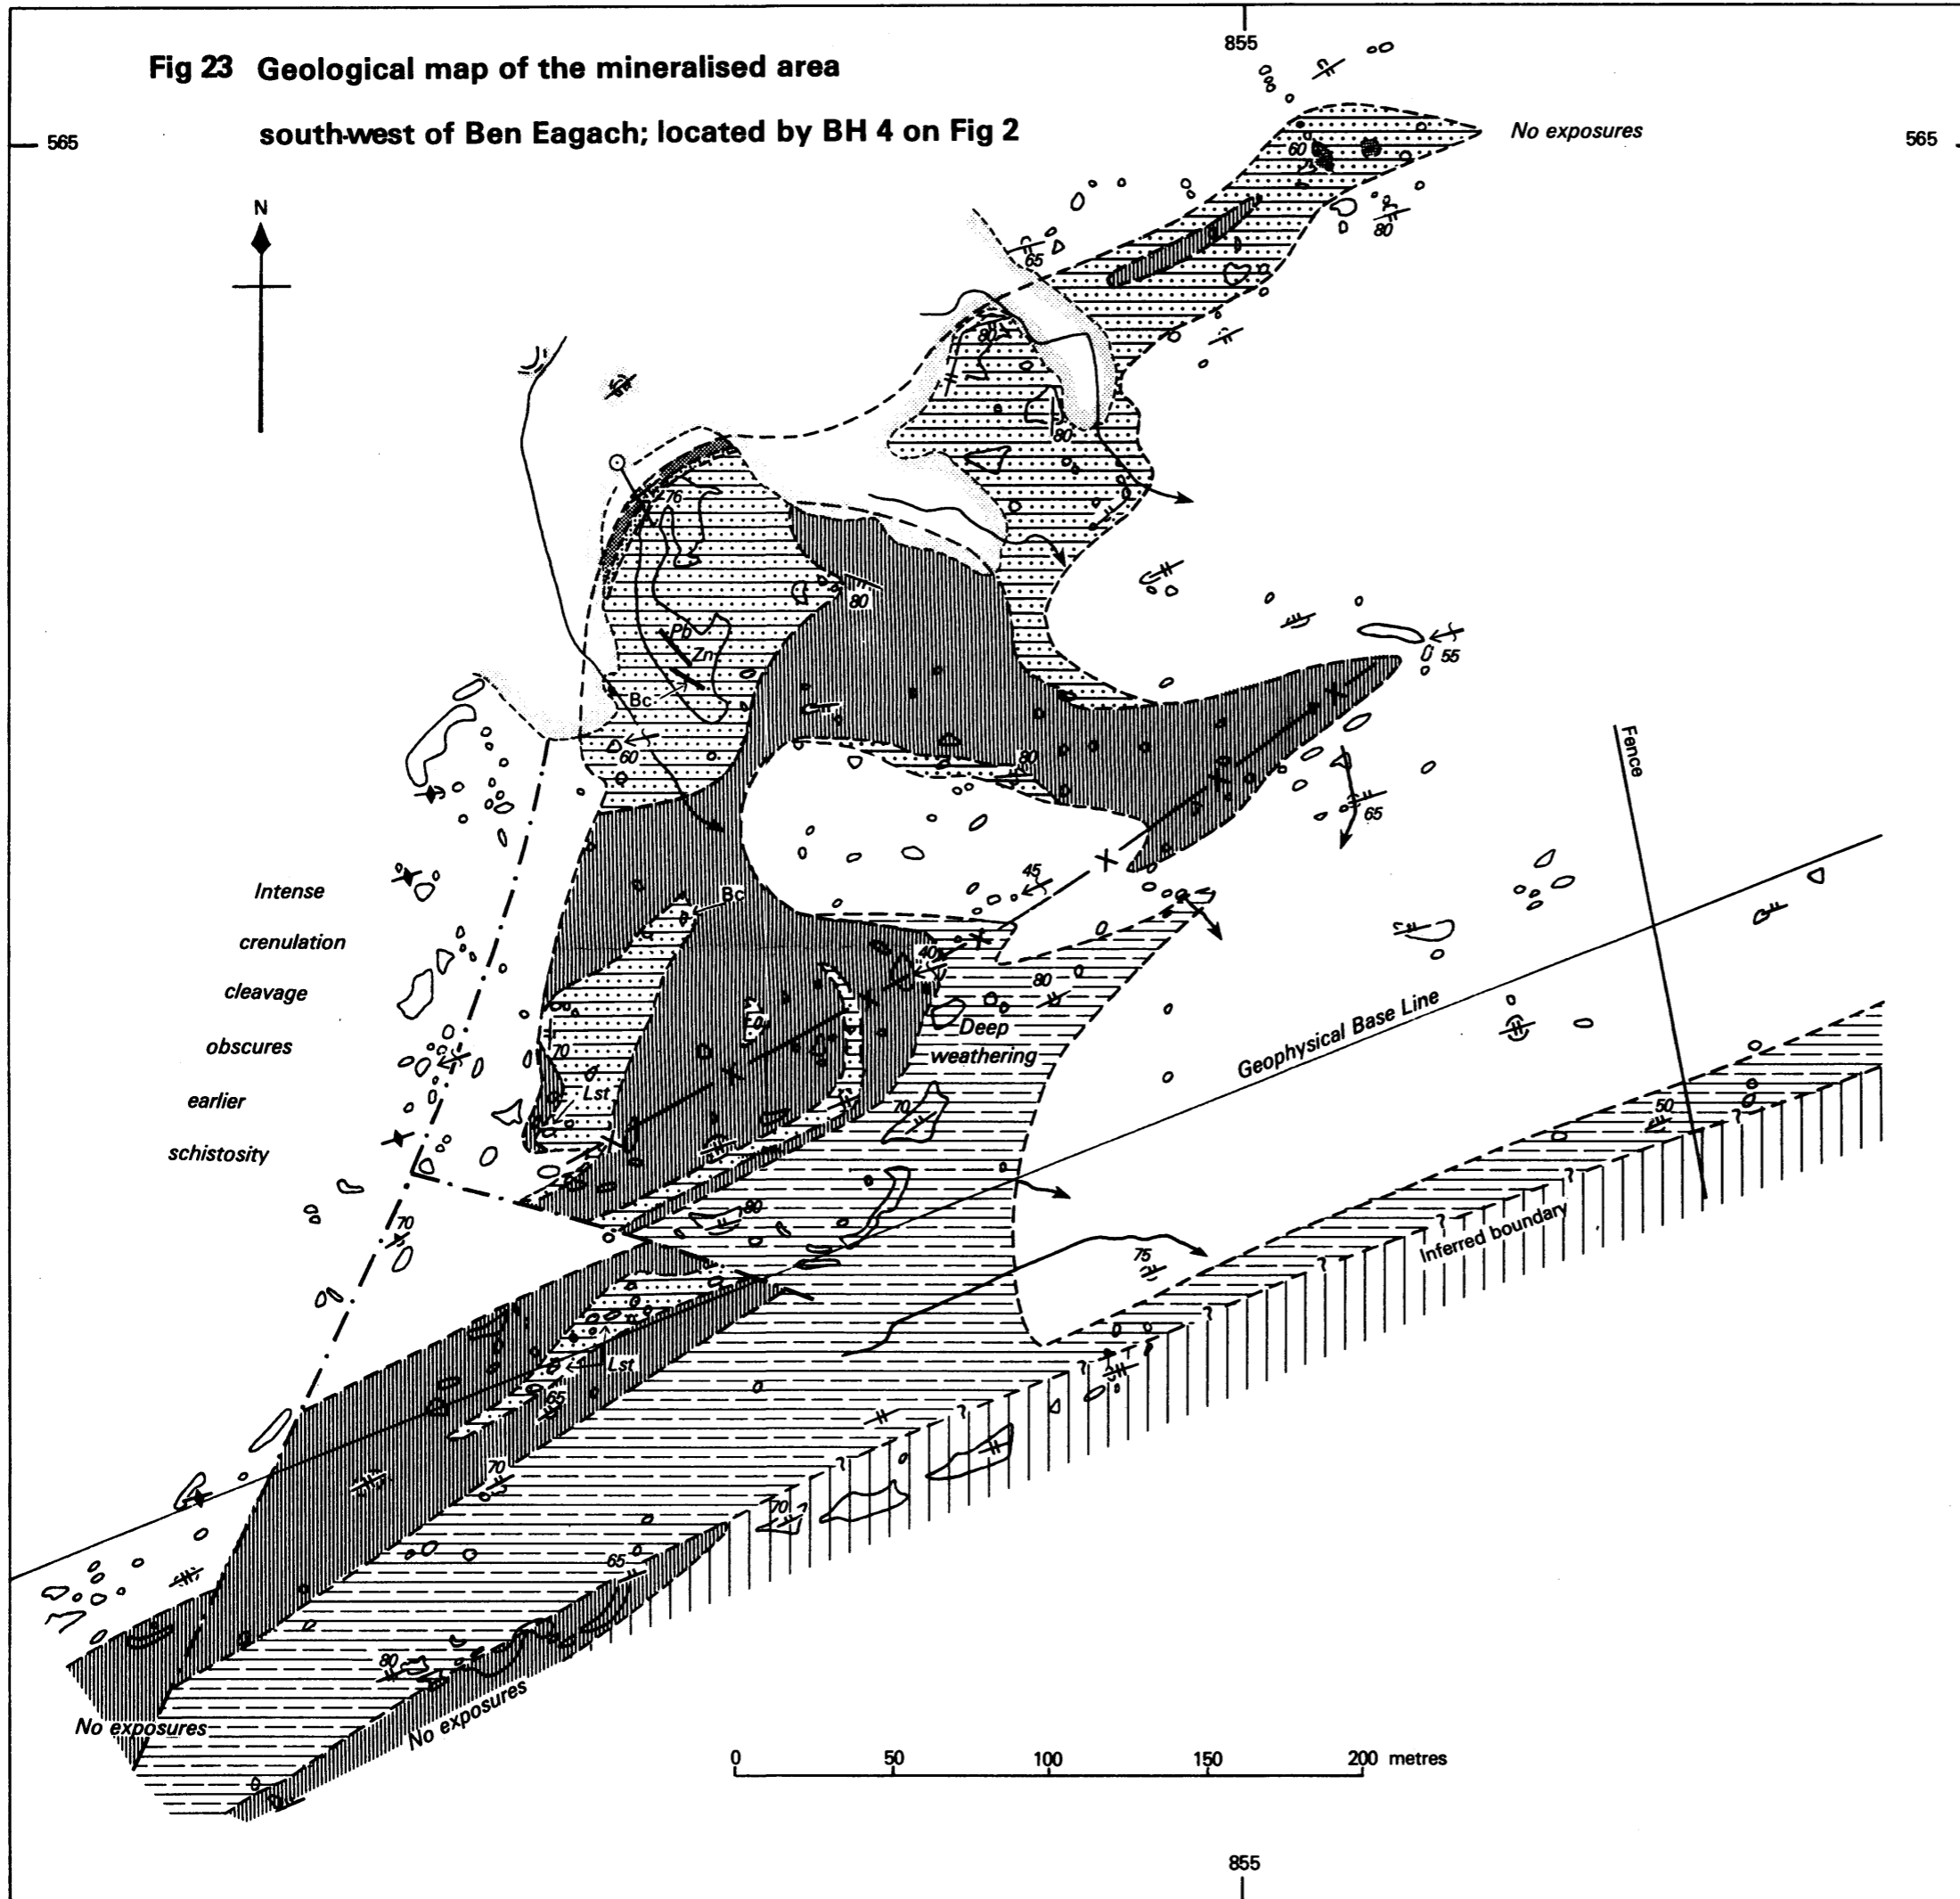 855
Fig 23 Geological map of the mineralised area
south-west of Ben Eagach; located by BH 4 on Fig 2
565
No exposures
565
60
N
80
65
80
80
76
80
Pb
Zn
55
Bc
60
80
Fence
65
45
Bc
Intense
crenulation
cleavage
obscures
earlier
schistosity
40
80
Deep
weathering
Geophysical Base Line
70
Lst
70
50
80
70
75
Inferred boundary
? ? ? ? ? ? ? ?
Lst
65
70
70
65
80
No exposures
No exposures
0 50 100 150 200 metres
855